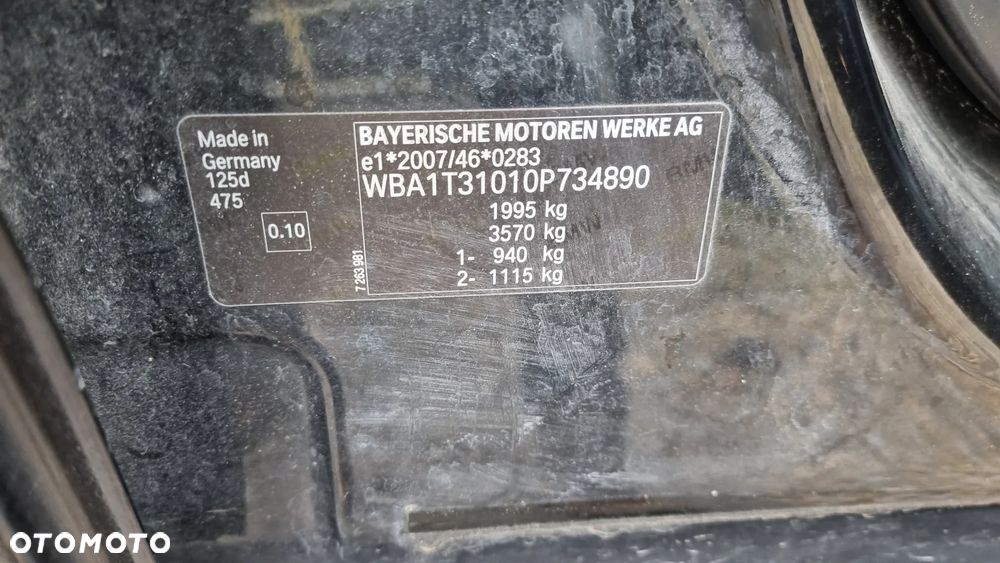 Made in
Germany
125d
475
0.10
7 263 981
BAYERISCHE MOTOREN WERKE AG
e1*2007/46*0283
WBA1T31010P734890
1995 kg
3570 kg
1- 940 kg
2- 1115 kg
OTOMOTO